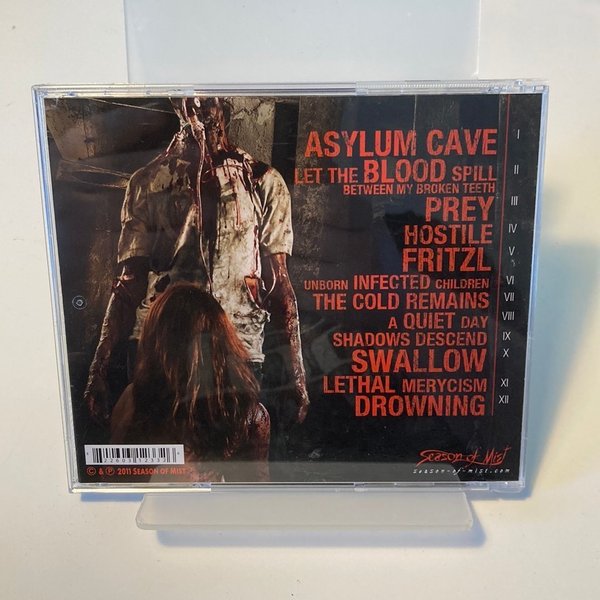 ASYLUM CAVE I
LET THE BLOOD SPILL II
BETWEEN MY BROKEN TEETH
PREY III
HOSTILE IV
FRITZL V
UNBORN INFECTED CHILDREN VI
THE COLD REMAINS VII
A QUIET DAY VIII
SHADOWS DESCEND IX
SWALLOW X
LETHAL MERYCISM XI
DROWNING XII
© & ℗ 2011 SEASON OF MIST
Season of Mist
season-of-mist.com